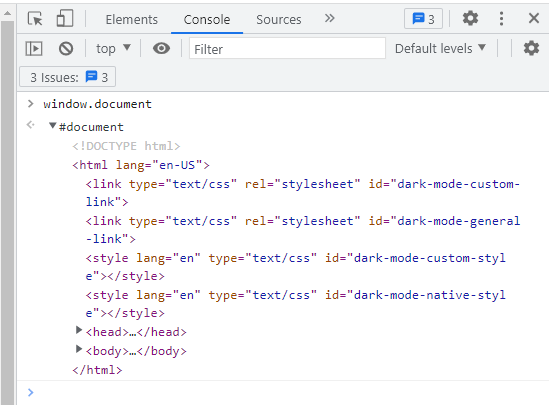 Elements Console Sources » 3
top Filter Default levels
3 Issues: 3
window.document
#document
<!DOCTYPE html>
<html lang="en-US">
<link type="text/css" rel="stylesheet" id="dark-mode-custom-
link">
<link type="text/css" rel="stylesheet" id="dark-mode-general
-link">
<style lang="en" type="text/css" id="dark-mode-custom-styl
e"></style>
<style lang="en" type="text/css" id="dark-mode-native-styl
e"></style>
<head>…</head>
<body>…</body>
</html>